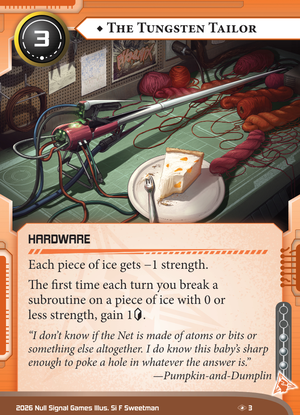 3
◆ The Tungsten Tailor
HARDWARE
Each piece of ice gets −1 strength.
The first time each turn you break a
subroutine on a piece of ice with 0 or
less strength, gain 1
“I don’t know if the Net is made of atoms or bits or
something else altogether. I do know this baby’s sharp
enough to poke a hole in whatever the answer is.”
—Pumpkin-and-Dumplin
2026 Null Signal Games Illus. Si F Sweetman
3